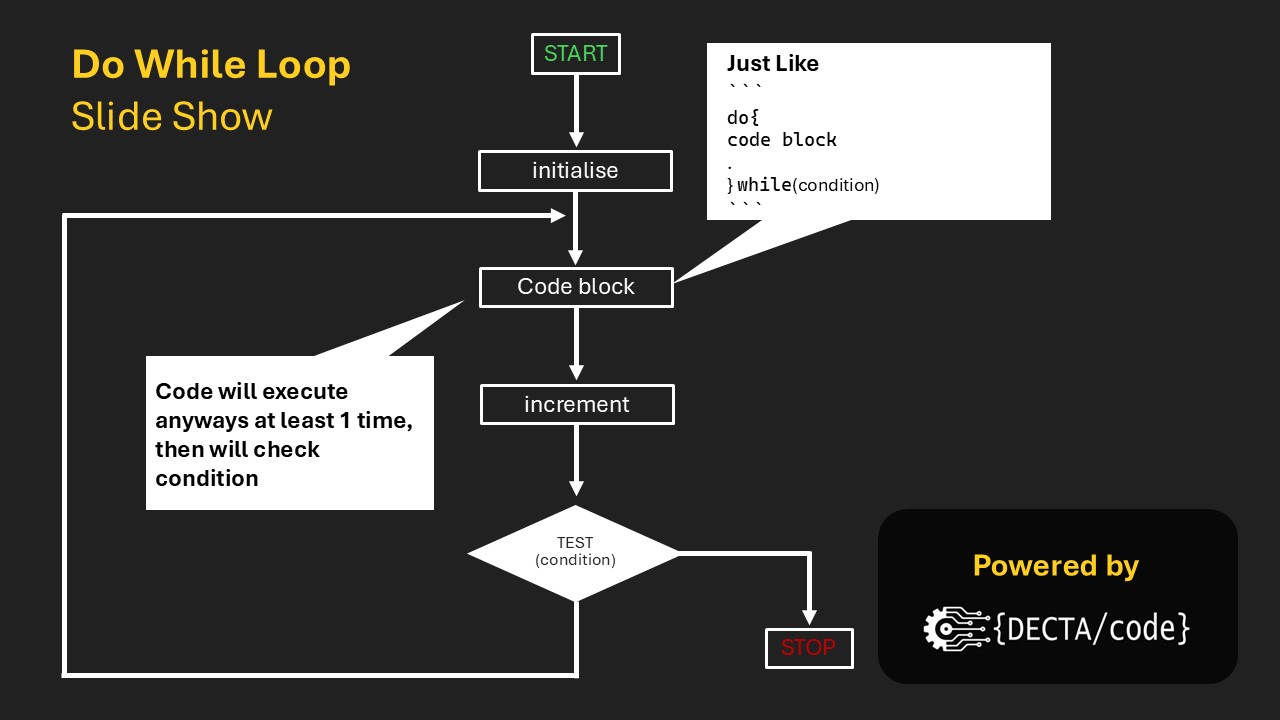 Do While Loop
Slide Show
START
initialise
Just Like
```
do{
code block
.
} while(condition)
```
Code block
Code will execute
anyways at least 1 time,
then will check
condition
increment
TEST
(condition)
STOP
Powered by
{DECTA/code}